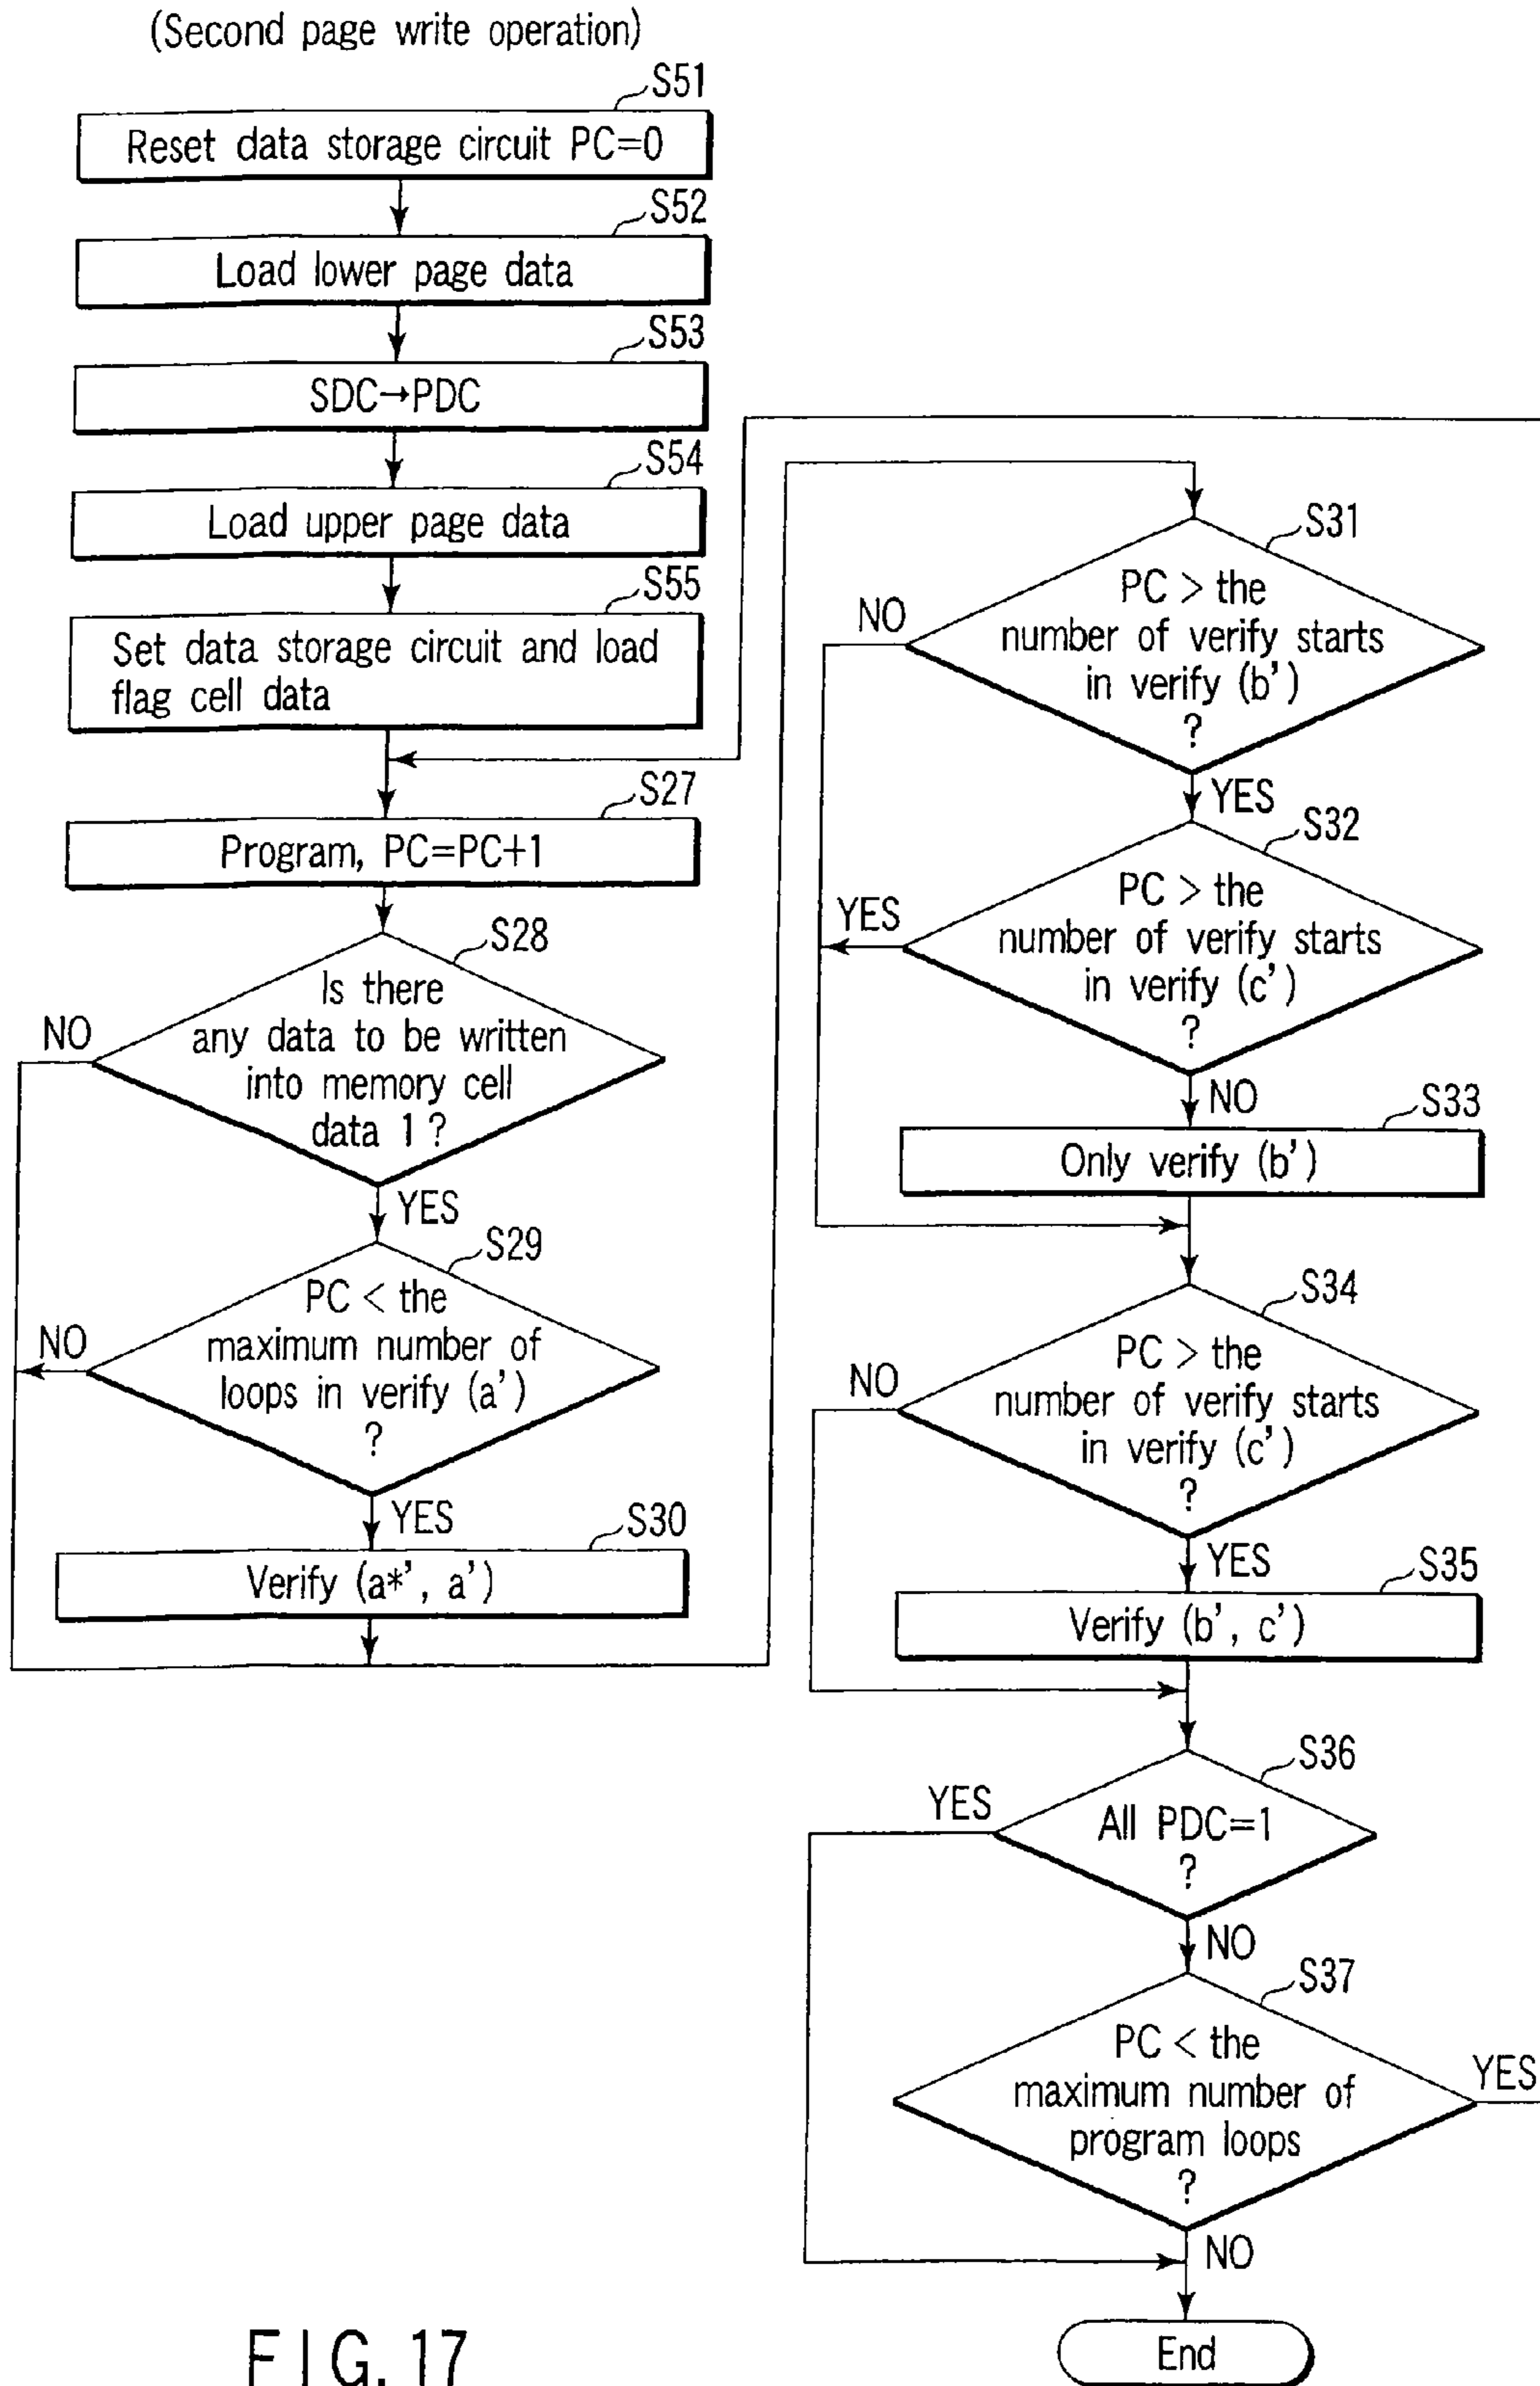 (Second page write operation)
S51
Reset data storage circuit PC=0
S52
Load lower page data
S53
SDC→PDC
S54
Load upper page data
S55
Set data storage circuit and load
flag cell data
S27
Program, PC=PC+1
S28
Is there
any data to be written
into memory cell
data 1 ?
NO
YES
S29
PC < the
maximum number of
loops in verify (a')
?
NO
YES
S30
Verify (a*', a')
S31
PC > the
number of verify starts
in verify (b')
?
NO
YES
S32
PC > the
number of verify starts
in verify (c')
?
YES
NO
S33
Only verify (b')
S34
PC > the
number of verify starts
in verify (c')
?
NO
YES
S35
Verify (b', c')
S36
All PDC=1
?
YES
NO
S37
PC < the
maximum number of
program loops
?
YES
NO
End
FIG. 17